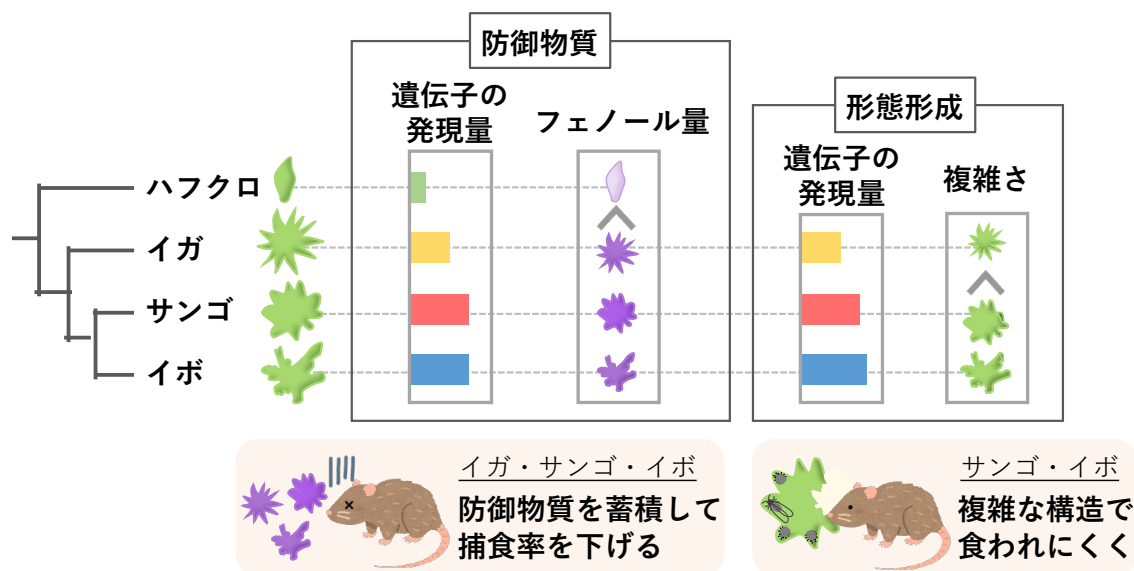 防御物質
遺伝子の
発現量
フェノール量
形態形成
遺伝子の
発現量
複雑さ
ハフクロ
イガ
サンゴ
イボ
イガ・サンゴ・イボ
防御物質を蓄積して
捕食率を下げる
サンゴ・イボ
複雑な構造で
食われにくく